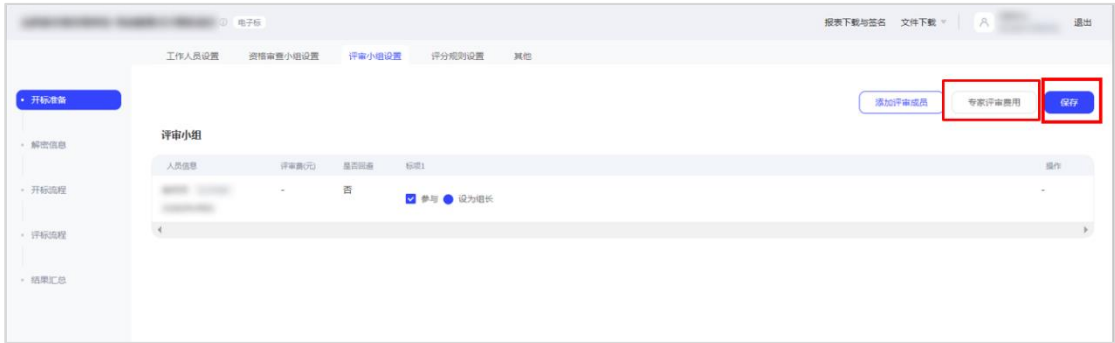 电子标 报表下载与签名 文件下载 退出
工作人员设置 资格审查小组设置 评审小组设置 评分规则设置 其他
开标准备
添加评审成员 专家评审费用 保存
评审小组
解密信息
人员信息 评审费(元) 是否回避 标项1 操作
开标流程
- 否 参与 设为组长 -
评标流程
结果汇总